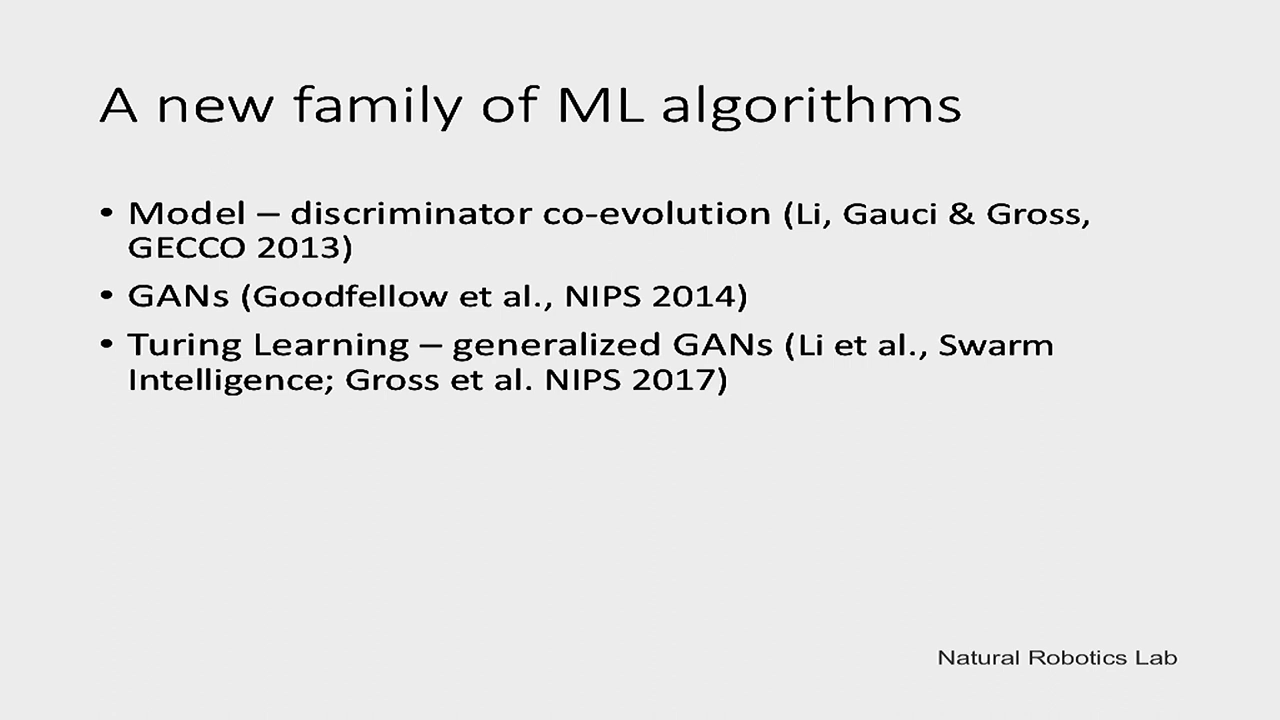 A new family of ML algorithms
• Model – discriminator co-evolution (Li, Gauci & Gross,
GECCO 2013)
• GANs (Goodfellow et al., NIPS 2014)
• Turing Learning – generalized GANs (Li et al., Swarm
Intelligence; Gross et al. NIPS 2017)
Natural Robotics Lab